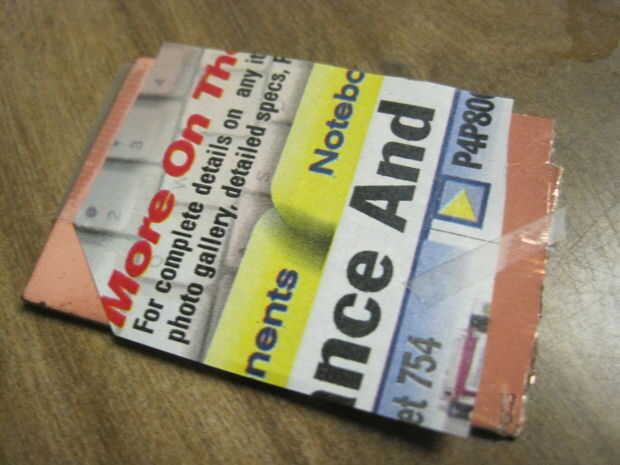 More On Th
For complete details on any it
photo gallery, detailed specs,
Notebo
nents
nce And
P4P80
et 754